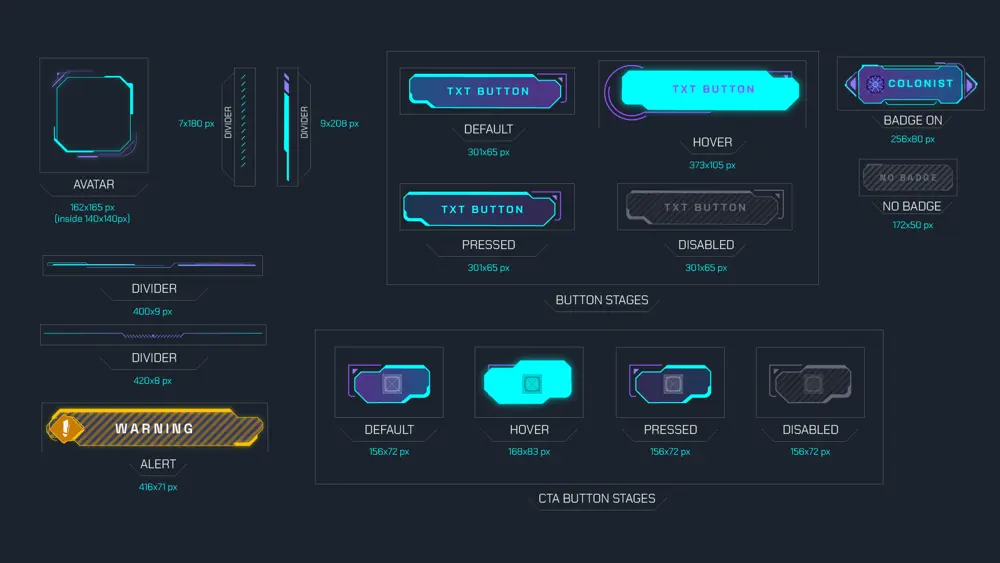 AVATAR
162x165 px
(inside 140x140px)
7x180 px
DIVIDER
DIVIDER
9x208 px
DIVIDER
400x9 px
DIVIDER
420x8 px
WARNING
ALERT
416x71 px
TXT BUTTON
DEFAULT
301x65 px
TXT BUTTON
HOVER
373x105 px
TXT BUTTON
PRESSED
301x65 px
TXT BUTTON
DISABLED
301x65 px
BUTTON STAGES
COLONIST
BADGE ON
256x80 px
NO BADGE
NO BADGE
172x50 px
DEFAULT
156x72 px
HOVER
168x83 px
PRESSED
156x72 px
DISABLED
156x72 px
CTA BUTTON STAGES